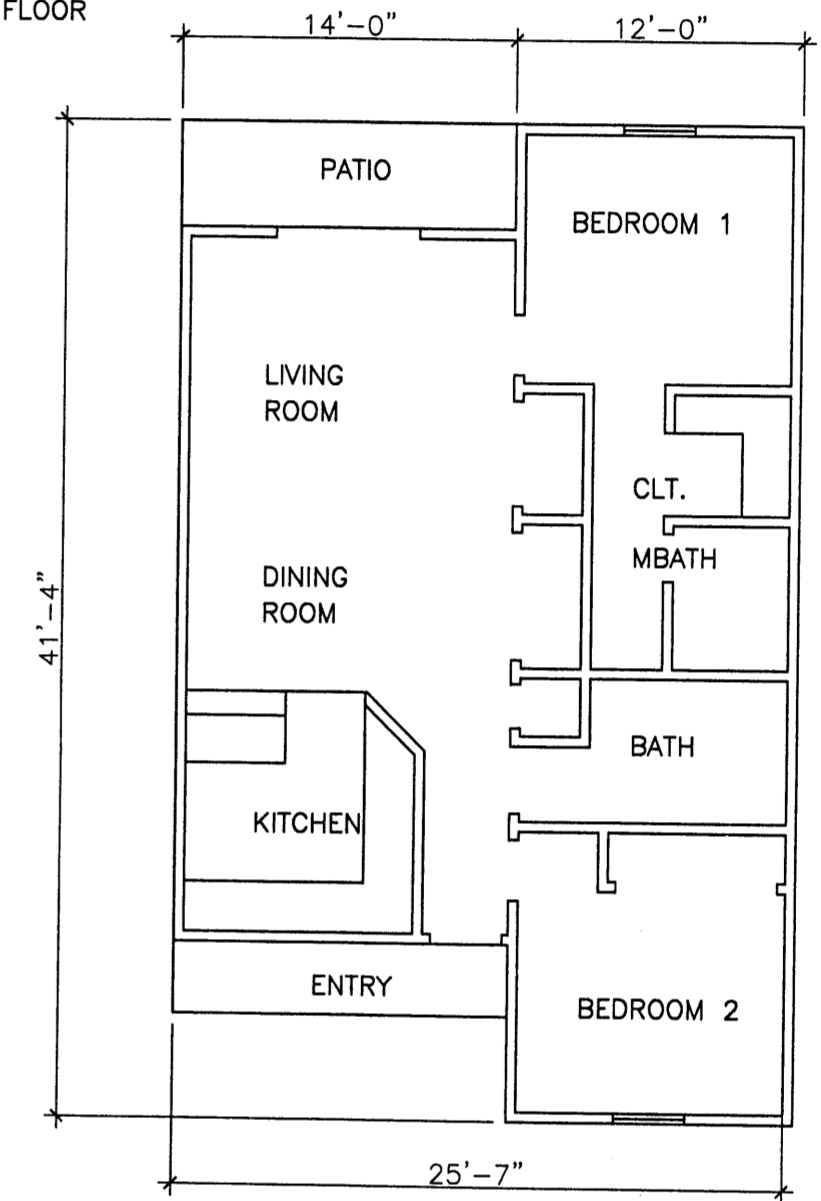 FLOOR
14'-0"
12'-0"
PATIO
BEDROOM 1
LIVING
ROOM
CLT.
MBATH
DINING
ROOM
41'-4"
BATH
KITCHEN
ENTRY
BEDROOM 2
25'-7"